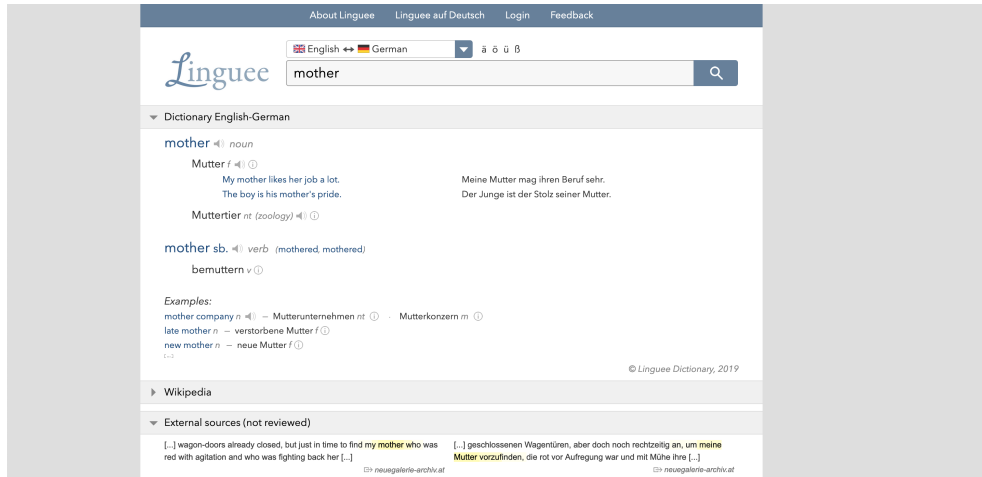 About Linguee Linguee auf Deutsch Login Feedback
English ↔ German ä ö ü ß
Linguee
mother
Dictionary English-German
mother noun
Mutter f
My mother likes her job a lot. Meine Mutter mag ihren Beruf sehr.
The boy is his mother's pride. Der Junge ist der Stolz seiner Mutter.
Muttertier nt (zoology)
mother sb. verb (mothered, mothered)
bemuttern v
Examples:
mother company n — Mutterunternehmen nt · Mutterkonzern m
late mother n — verstorbene Mutter f
new mother n — neue Mutter f
[...]
© Linguee Dictionary, 2019
Wikipedia
External sources (not reviewed)
[...] wagon-doors already closed, but just in time to find my mother who was
red with agitation and who was fighting back her [...]
neuegalerie-archiv.at
[...] geschlossenen Wagentüren, aber doch noch rechtzeitig an, um meine
Mutter vorzufinden, die rot vor Aufregung war und mit Mühe ihre [...]
neuegalerie-archiv.at